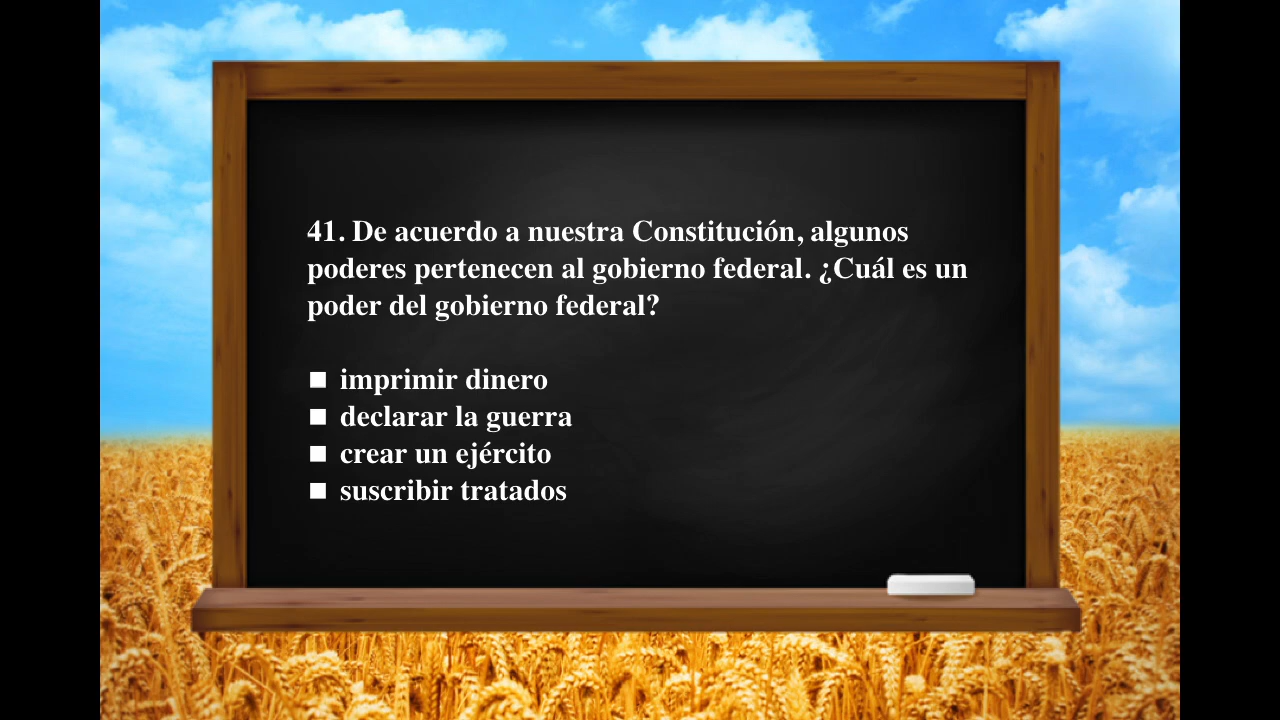 41. De acuerdo a nuestra Constitución, algunos
poderes pertenecen al gobierno federal. ¿Cuál es un
poder del gobierno federal?
■ imprimir dinero
■ declarar la guerra
■ crear un ejército
■ suscribir tratados